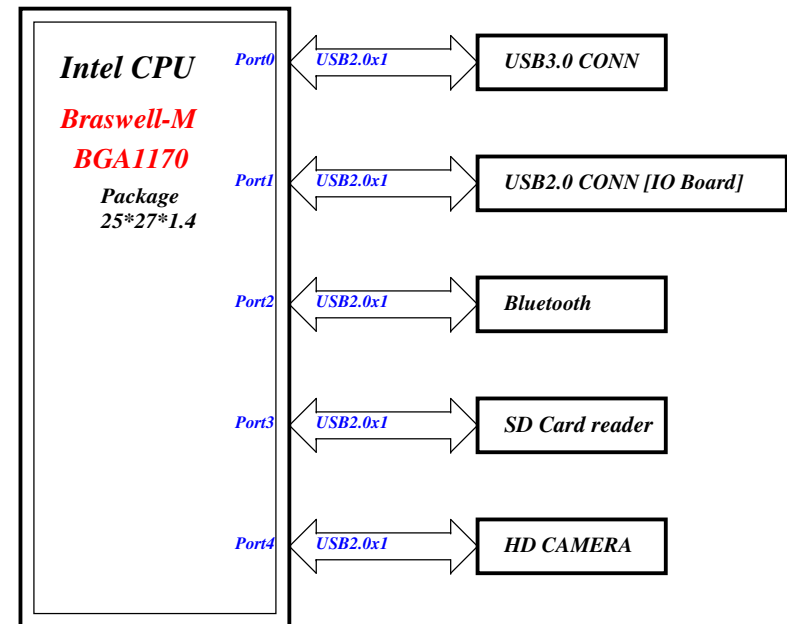 Intel CPU
Braswell-M
BGA1170
Package
25*27*1.4
Port0 USB2.0x1 USB3.0 CONN
Port1 USB2.0x1 USB2.0 CONN [IO Board]
Port2 USB2.0x1 Bluetooth
Port3 USB2.0x1 SD Card reader
Port4 USB2.0x1 HD CAMERA